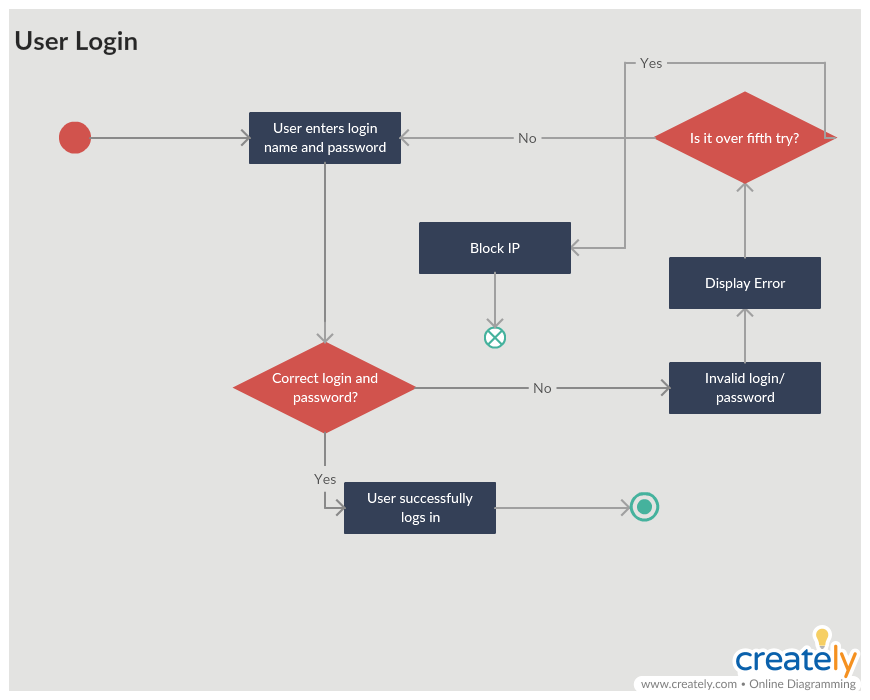 User Login
Yes
User enters login
name and password
No
Is it over fifth try?
Block IP
Display Error
Correct login and
password?
No
Invalid login/
password
Yes
User successfully
logs in
creately
www.creately.com • Online Diagramming